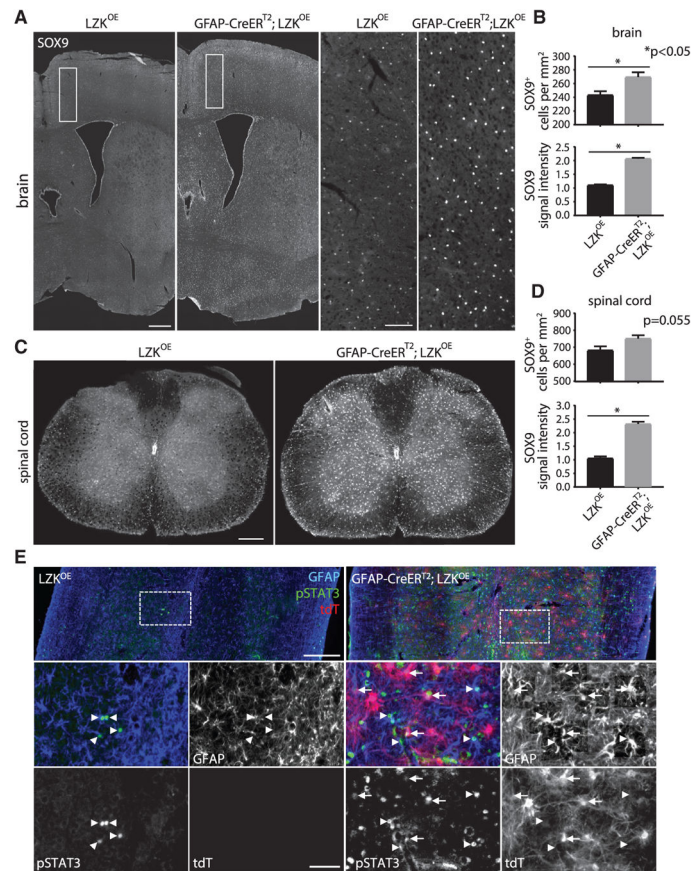 A
LZK^OE
GFAP-CreER^T2; LZK^OE
LZK^OE
GFAP-CreER^T2;LZK^OE
SOX9
brain
B
brain
*p<0.05
SOX9⁺
cells per mm²
300
280
260
240
220
200
*
SOX9
signal intensity
2.5
2.0
1.5
1.0
0.5
0.0
*
LZK^OE
GFAP-CreER^T2;
LZK^OE
C
LZK^OE
GFAP-CreER^T2; LZK^OE
spinal cord
D
spinal cord
p=0.055
SOX9⁺
cells per mm²
900
800
700
600
500
SOX9
signal intensity
3.0
2.5
2.0
1.5
1.0
0.5
0.0
*
LZK^OE
GFAP-CreER^T2;
LZK^OE
E
LZK^OE
GFAP
pSTAT3
tdT
GFAP-CreER^T2; LZK^OE
GFAP
GFAP
pSTAT3
tdT
pSTAT3
tdT